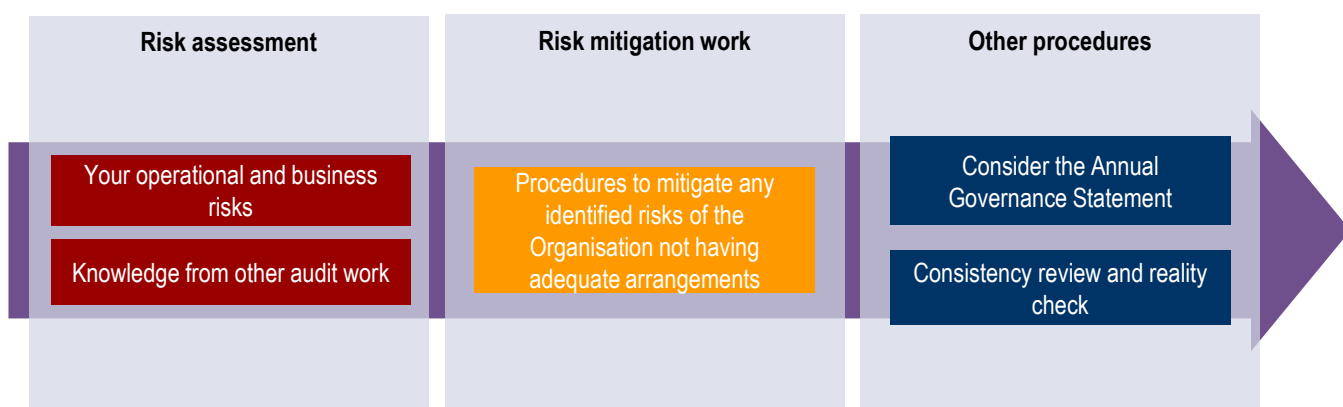 Risk assessment
Your operational and business
risks
Knowledge from other audit work
Risk mitigation work
Procedures to mitigate any
identified risks of the
Organisation not having
adequate arrangements
Other procedures
Consider the Annual
Governance Statement
Consistency review and reality
check